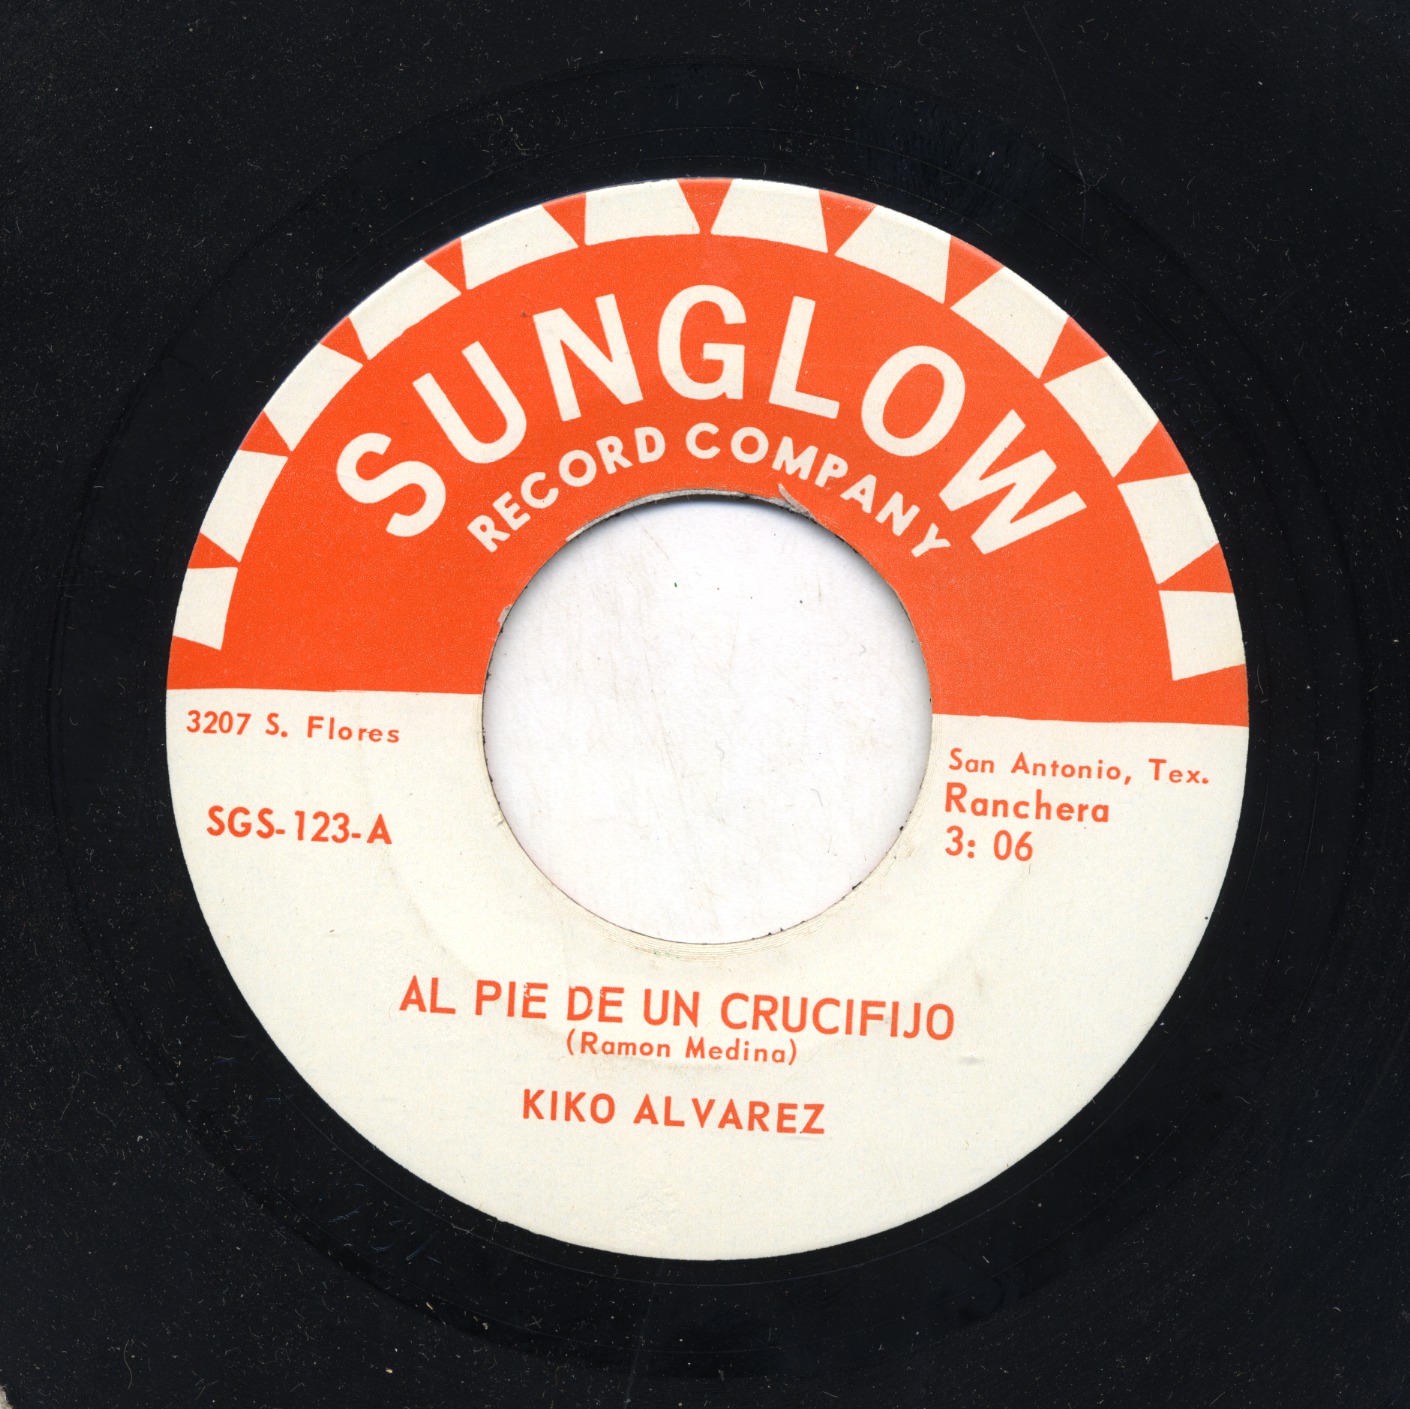 SUNGLOW
RECORD COMPANY
3207 S. Flores
San Antonio, Tex.
SGS-123-A
Ranchera
3: 06
AL PIE DE UN CRUCIFIJO
(Ramon Medina)
KIKO ALVAREZ